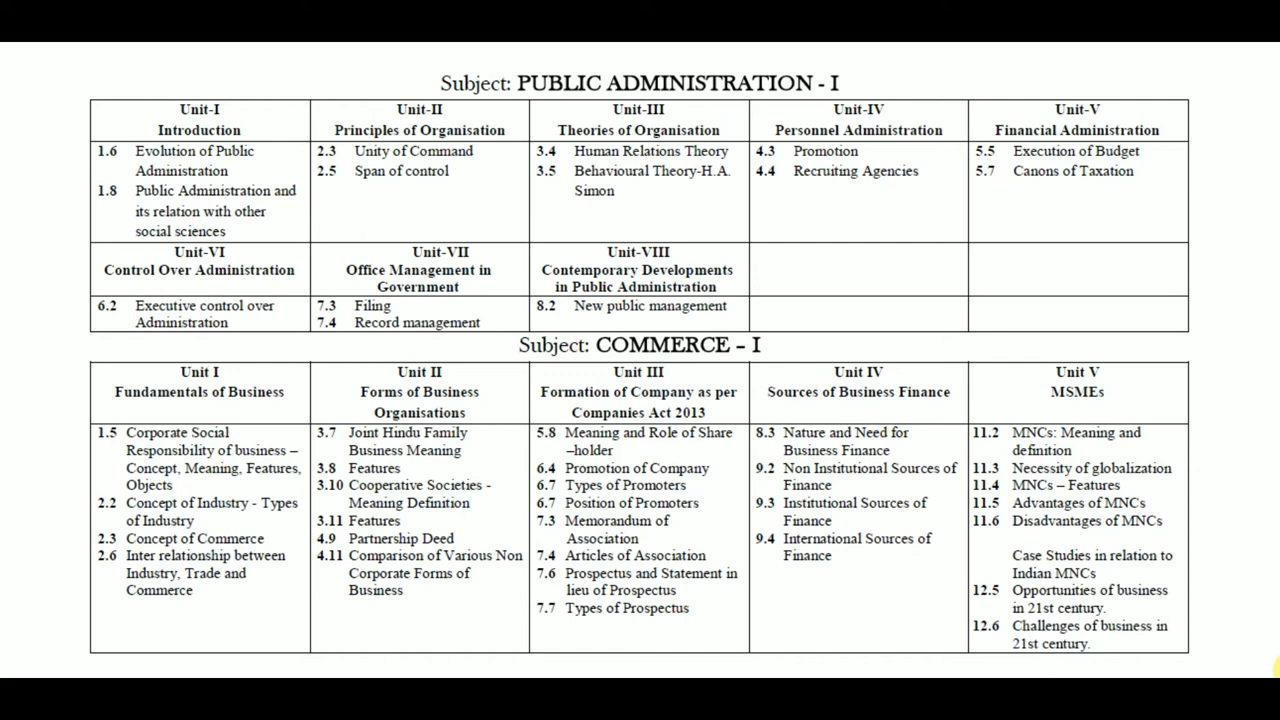 Subject: PUBLIC ADMINISTRATION - I
Unit-I
Introduction
Unit-II
Principles of Organisation
Unit-III
Theories of Organisation
Unit-IV
Personnel Administration
Unit-V
Financial Administration
1.6 Evolution of Public
Administration
1.8 Public Administration and
its relation with other
social sciences
2.3 Unity of Command
2.5 Span of control
3.4 Human Relations Theory
3.5 Behavioural Theory-H.A.
Simon
4.3 Promotion
4.4 Recruiting Agencies
5.5 Execution of Budget
5.7 Canons of Taxation
Unit-VI
Control Over Administration
Unit-VII
Office Management in
Government
Unit-VIII
Contemporary Developments
in Public Administration
6.2 Executive control over
Administration
7.3 Filing
7.4 Record management
8.2 New public management
Subject: COMMERCE – I
Unit I
Fundamentals of Business
Unit II
Forms of Business
Organisations
Unit III
Formation of Company as per
Companies Act 2013
Unit IV
Sources of Business Finance
Unit V
MSMEs
1.5 Corporate Social
Responsibility of business –
Concept, Meaning, Features,
Objects
2.2 Concept of Industry - Types
of Industry
2.3 Concept of Commerce
2.6 Inter relationship between
Industry, Trade and
Commerce
3.7 Joint Hindu Family
Business Meaning
3.8 Features
3.10 Cooperative Societies -
Meaning Definition
3.11 Features
4.9 Partnership Deed
4.11 Comparison of Various Non
Corporate Forms of
Business
5.8 Meaning and Role of Share
–holder
6.4 Promotion of Company
6.7 Types of Promoters
6.7 Position of Promoters
7.3 Memorandum of
Association
7.4 Articles of Association
7.6 Prospectus and Statement in
lieu of Prospectus
7.7 Types of Prospectus
8.3 Nature and Need for
Business Finance
9.2 Non Institutional Sources of
Finance
9.3 Institutional Sources of
Finance
9.4 International Sources of
Finance
11.2 MNCs: Meaning and
definition
11.3 Necessity of globalization
11.4 MNCs – Features
11.5 Advantages of MNCs
11.6 Disadvantages of MNCs
Case Studies in relation to
Indian MNCs
12.5 Opportunities of business
in 21st century.
12.6 Challenges of business in
21st century.